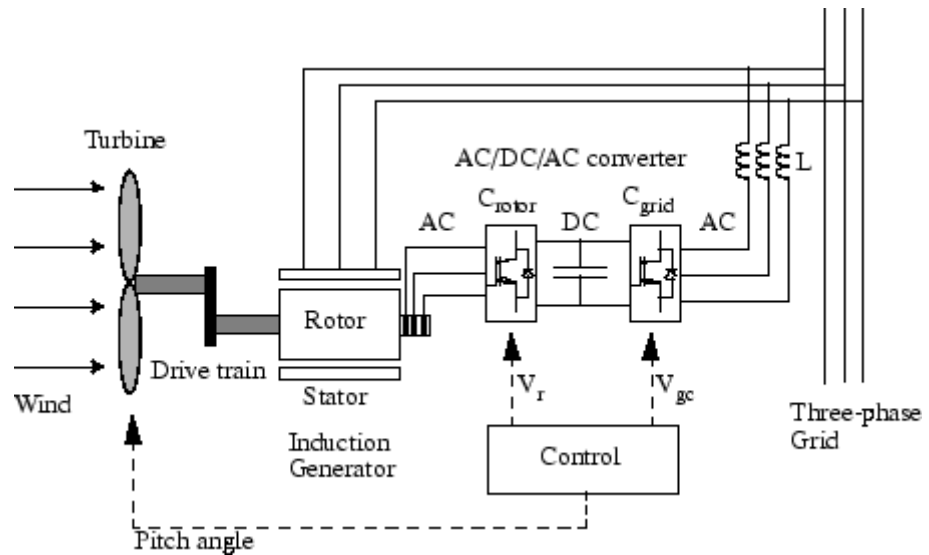 Turbine
AC/DC/AC converter
L
C_rotor
C_grid
AC
DC
AC
Rotor
Drive train
Wind
Stator
V_r
V_gc
Induction
Generator
Control
Three-phase
Grid
Pitch angle